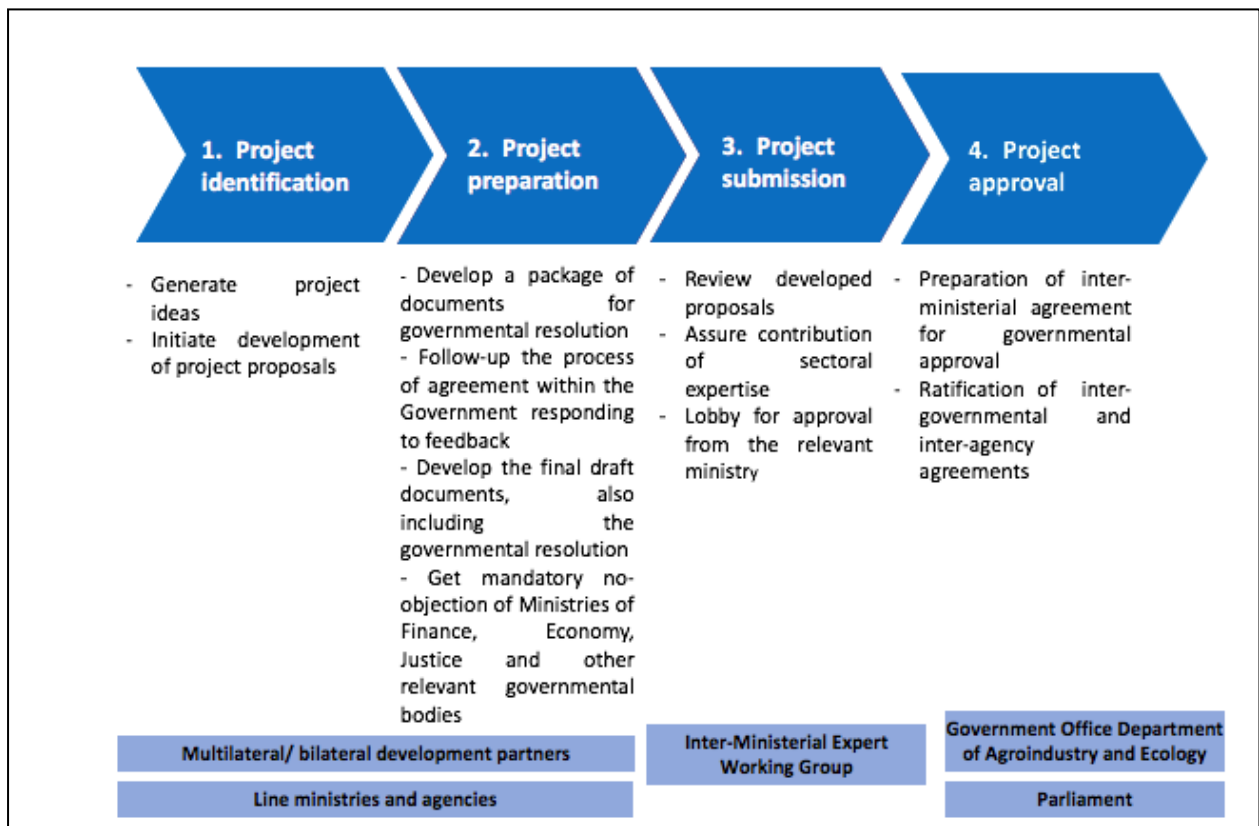 1. Project
identification
2. Project
preparation
3. Project
submission
4. Project
approval
- Generate project
ideas
- Initiate development
of project proposals
- Develop a package of
documents for
governmental resolution
- Follow-up the process
of agreement within the
Government responding
to feedback
- Develop the final draft
documents, also
including the
governmental resolution
- Get mandatory no-
objection of Ministries of
Finance, Economy,
Justice and other
relevant governmental
bodies
- Review developed
proposals
- Assure contribution
of sectoral
expertise
- Lobby for approval
from the relevant
ministry
- Preparation of inter-
ministerial agreement
for governmental
approval
- Ratification of inter-
governmental and
inter-agency
agreements
Multilateral/ bilateral development partners
Line ministries and agencies
Inter-Ministerial Expert
Working Group
Government Office Department
of Agroindustry and Ecology
Parliament